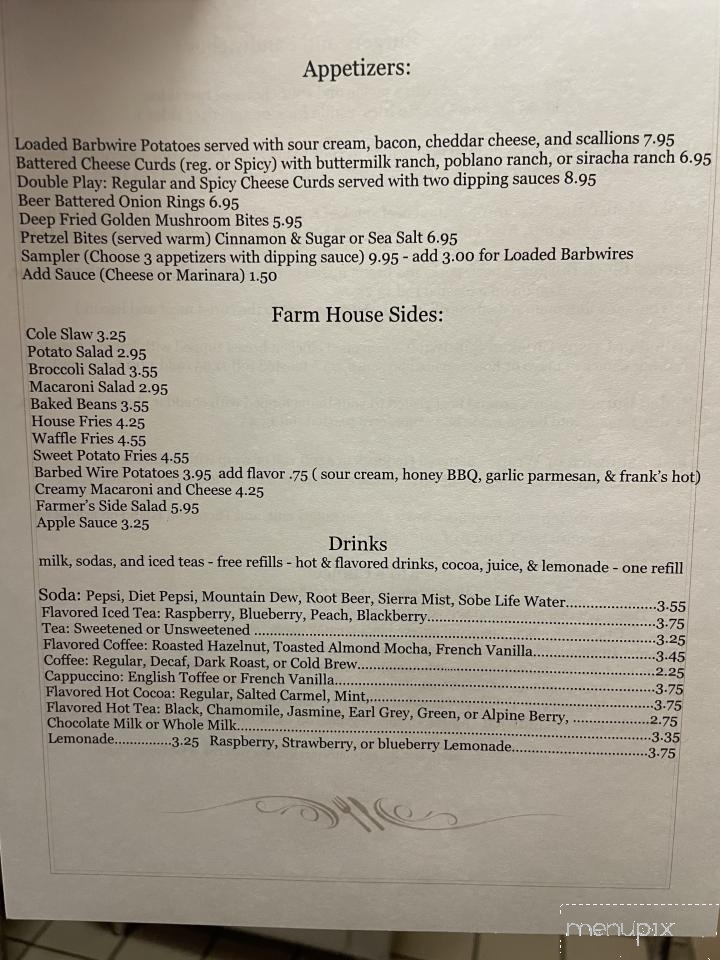 Appetizers:
Loaded Barbwire Potatoes served with sour cream, bacon, cheddar cheese, and scallions 7.95
Battered Cheese Curds (reg. or Spicy) with buttermilk ranch, poblano ranch, or siracha ranch 6.95
Double Play: Regular and Spicy Cheese Curds served with two dipping sauces 8.95
Beer Battered Onion Rings 6.95
Deep Fried Golden Mushroom Bites 5.95
Pretzel Bites (served warm) Cinnamon & Sugar or Sea Salt 6.95
Sampler (Choose 3 appetizers with dipping sauce) 9.95 - add 3.00 for Loaded Barbwires
Add Sauce (Cheese or Marinara) 1.50
Farm House Sides:
Cole Slaw 3.25
Potato Salad 2.95
Broccoli Salad 3.55
Macaroni Salad 2.95
Baked Beans 3.55
House Fries 4.25
Waffle Fries 4.55
Sweet Potato Fries 4.55
Barbed Wire Potatoes 3.95 add flavor .75 ( sour cream, honey BBQ, garlic parmesan, & frank's hot)
Creamy Macaroni and Cheese 4.25
Farmer's Side Salad 5.95
Apple Sauce 3.25
Drinks
milk, sodas, and iced teas - free refills - hot & flavored drinks, cocoa, juice, & lemonade - one refill
Soda: Pepsi, Diet Pepsi, Mountain Dew, Root Beer, Sierra Mist, Sobe Life Water......................3.55
Flavored Iced Tea: Raspberry, Blueberry, Peach, Blackberry......................3.75
Tea: Sweetened or Unsweetened ......................3.25
Flavored Coffee: Roasted Hazelnut, Toasted Almond Mocha, French Vanilla......................3.45
Coffee: Regular, Decaf, Dark Roast, or Cold Brew......................2.25
Cappuccino: English Toffee or French Vanilla......................3.75
Flavored Hot Cocoa: Regular, Salted Carmel, Mint,......................3.75
Flavored Hot Tea: Black, Chamomile, Jasmine, Earl Grey, Green, or Alpine Berry, ..................2.75
Chocolate Milk or Whole Milk......................3.35
Lemonade...............3.25 Raspberry, Strawberry, or blueberry Lemonade......................3.75
menupix